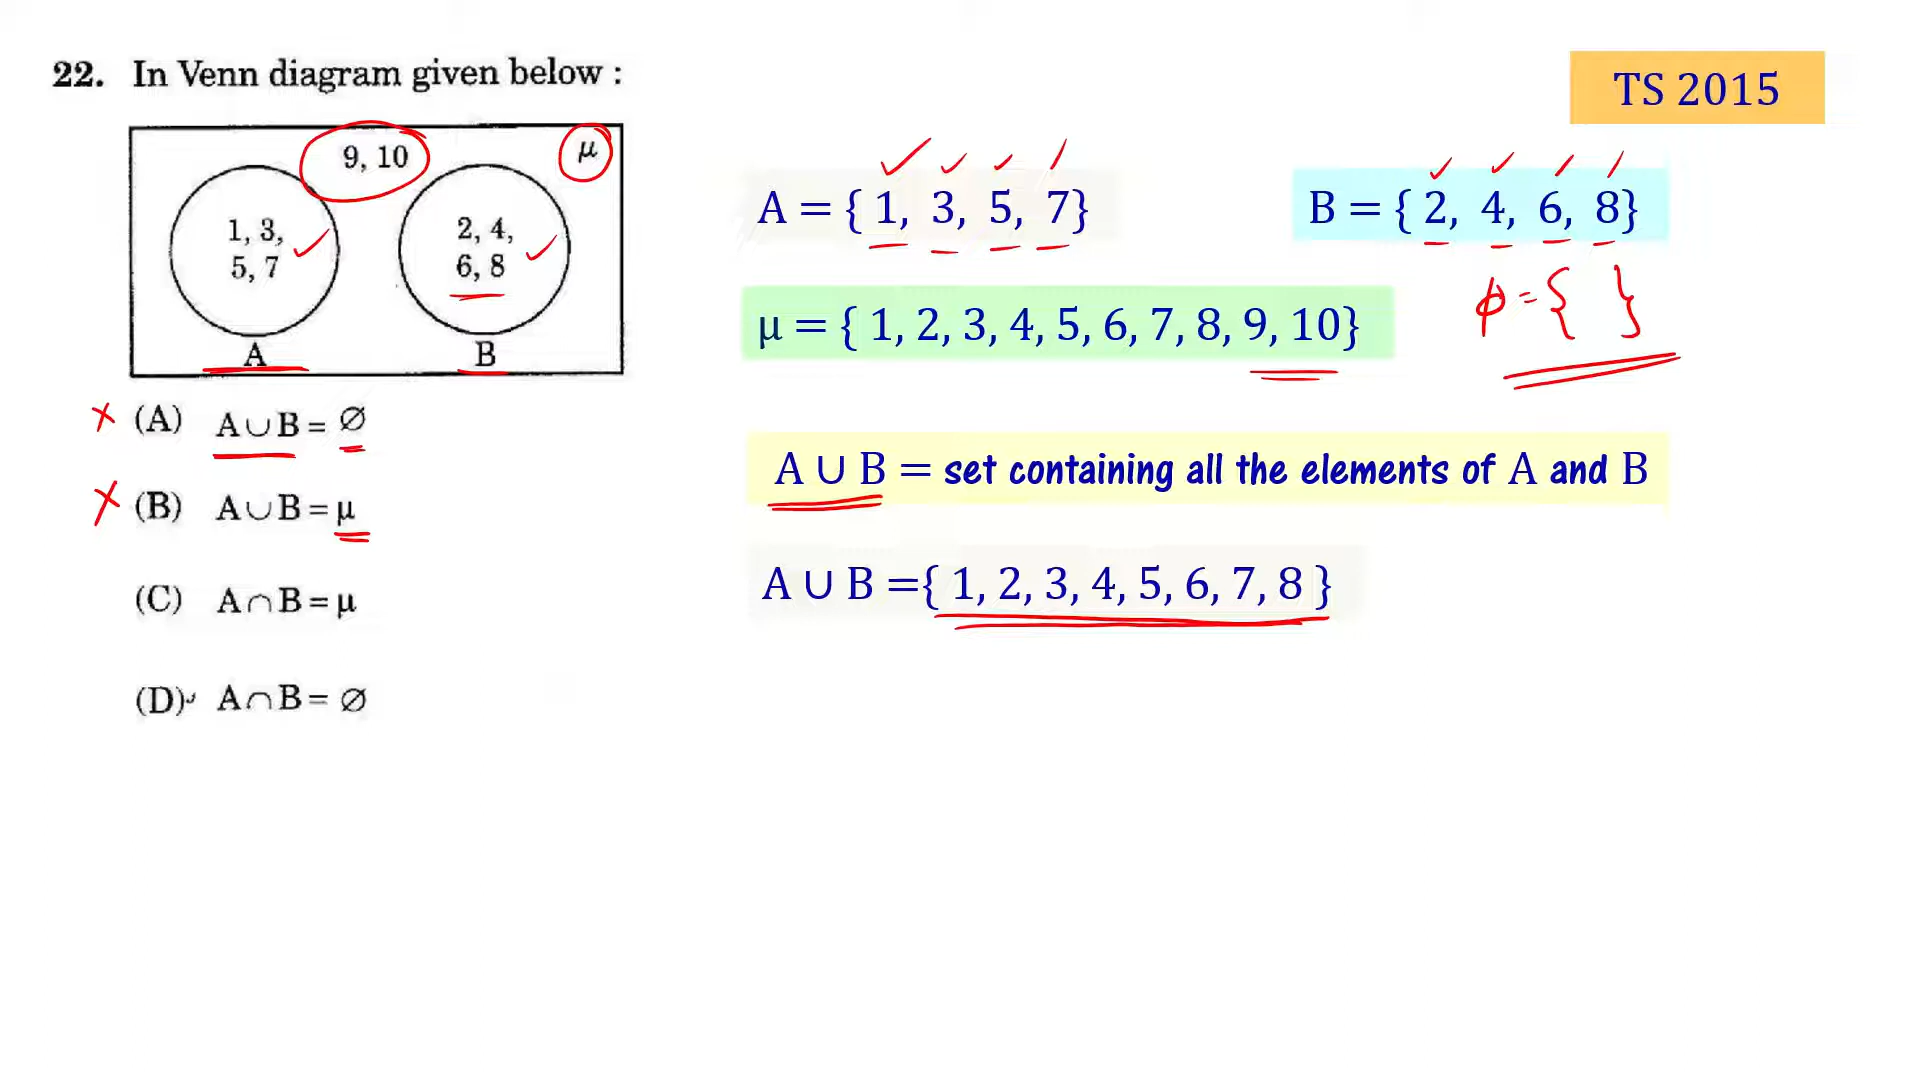 22. In Venn diagram given below :
TS 2015
9, 10
μ
1, 3,
5, 7
2, 4,
6, 8
A
B
A = { 1, 3, 5, 7}
B = { 2, 4, 6, 8}
μ = { 1, 2, 3, 4, 5, 6, 7, 8, 9, 10}
ϕ = { }
(A) A ∪ B = ∅
(B) A ∪ B = μ
(C) A ∩ B = μ
(D) A ∩ B = ∅
A ∪ B = set containing all the elements of A and B
A ∪ B ={ 1, 2, 3, 4, 5, 6, 7, 8 }